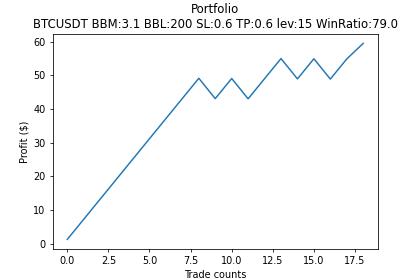 Portfolio
BTCUSDT BBM:3.1 BBL:200 SL:0.6 TP:0.6 lev:15 WinRatio:79.0
60
50
40
30
20
10
0
Profit ($)
0.0 2.5 5.0 7.5 10.0 12.5 15.0 17.5
Trade counts